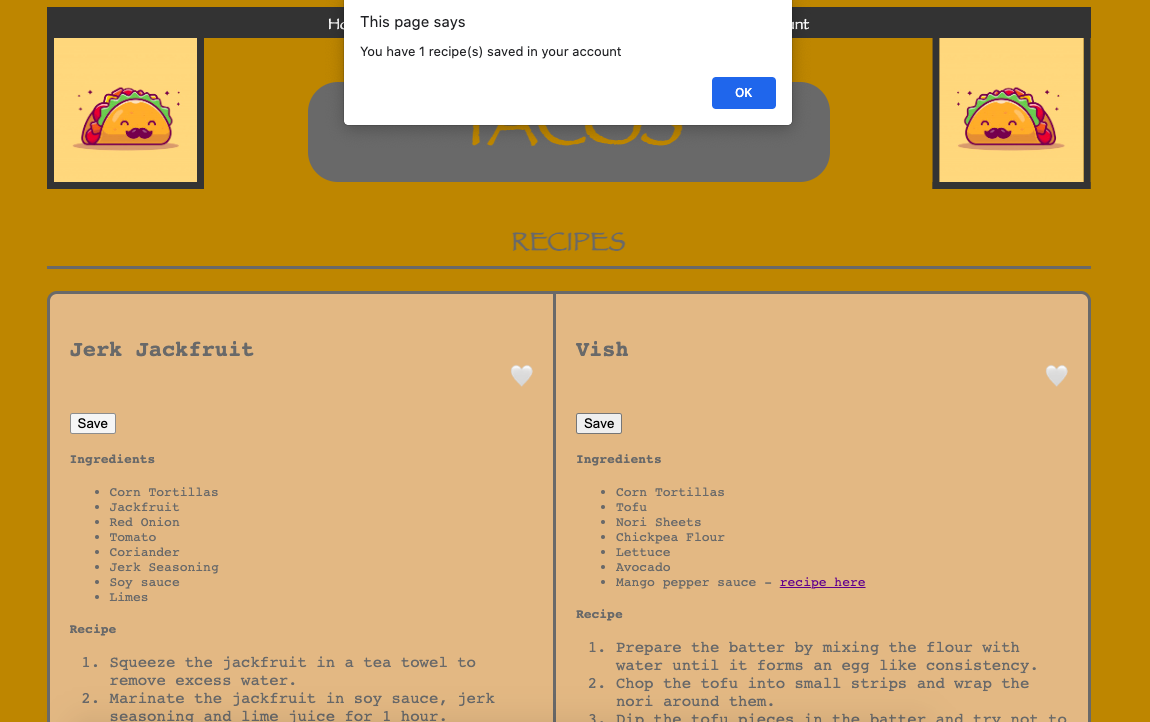 This page says
You have 1 recipe(s) saved in your account
OK
TACOS
RECIPES
Jerk Jackfruit
🤍
Save
Ingredients
• Corn Tortillas
• Jackfruit
• Red Onion
• Tomato
• Coriander
• Jerk Seasoning
• Soy sauce
• Limes
Recipe
1. Squeeze the jackfruit in a tea towel to
remove excess water.
2. Marinate the jackfruit in soy sauce, jerk
seasoning and lime juice for 1 hour.
Vish
🤍
Save
Ingredients
• Corn Tortillas
• Tofu
• Nori Sheets
• Chickpea Flour
• Lettuce
• Avocado
• Mango pepper sauce - recipe here
Recipe
1. Prepare the batter by mixing the flour with
water until it forms an egg like consistency.
2. Chop the tofu into small strips and wrap the
nori around them.
3. Dip the tofu pieces in the batter and try not to